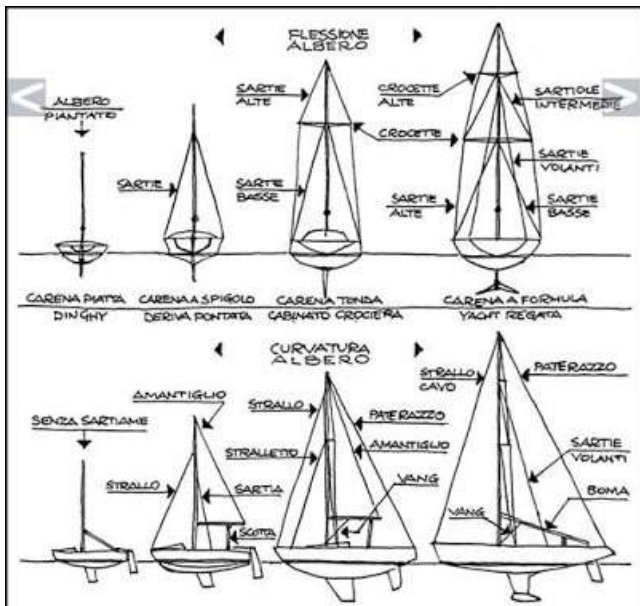 FLESSIONE
ALBERO
ALBERO
PIANTATO
SARTIE
ALTE
CROCETTE
ALTE
SARTIOLE
INTERMEDIE
CROCETTE
SARTIE
SARTE
BASSE
SARTIE
VOLANTI
SARTIE
ALTE
SARTIE
BASSE
CARENA PIATTA
DINGHY
CARENA A SPIGOLO
DERIVA PONTATA
CARENA TONDA
CABINATO CROCIERA
CARENA A FORMULA
YACHT REGATA
CURVATURA
ALBERO
SENZA SARTIAME
AMANTIGLIO
STRALLO
PATERAZZO
STRALLO
CAVO
PATERAZZO
STRALLETTO
AMANTIGLIO
SARTIE
VOLANTI
STRALLO
SARTIA
VANG
BOMA
SCOTTA
VANG